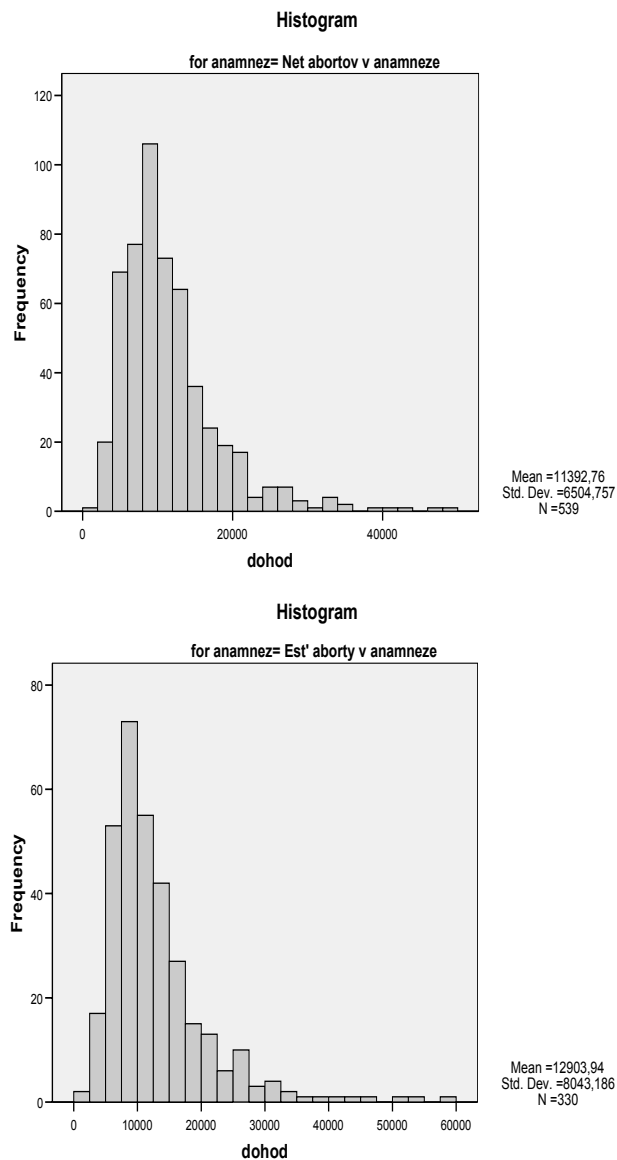 Histogram
for anamnez= Net abortov v anamneze
120
100
80
60
40
20
0
Frequency
0 20000 40000
dohod
Mean =11392,76
Std. Dev. =6504,757
N =539
Histogram
for anamnez= Est' aborty v anamneze
80
60
40
20
0
Frequency
0 10000 20000 30000 40000 50000 60000
dohod
Mean =12903,94
Std. Dev. =8043,186
N =330